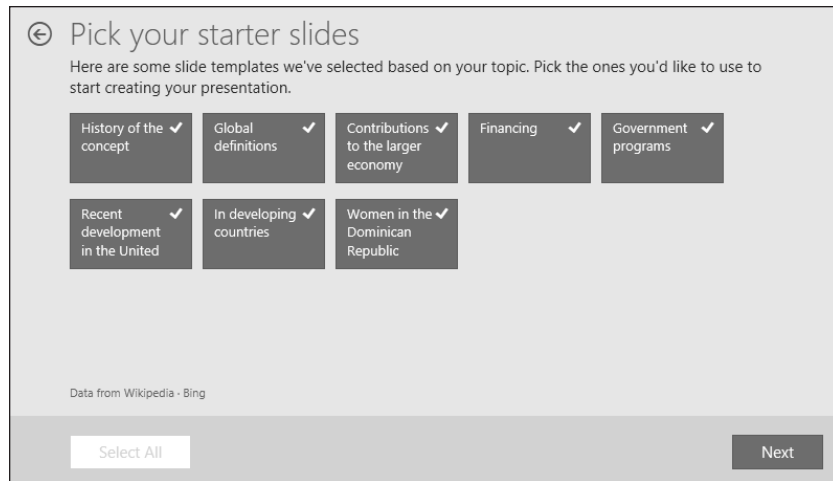 Pick your starter slides
Here are some slide templates we've selected based on your topic. Pick the ones you'd like to use to
start creating your presentation.
History of the
concept
Global
definitions
Contributions
to the larger
economy
Financing
Government
programs
Recent
development
in the United
In developing
countries
Women in the
Dominican
Republic
Data from Wikipedia · Bing
Select All
Next